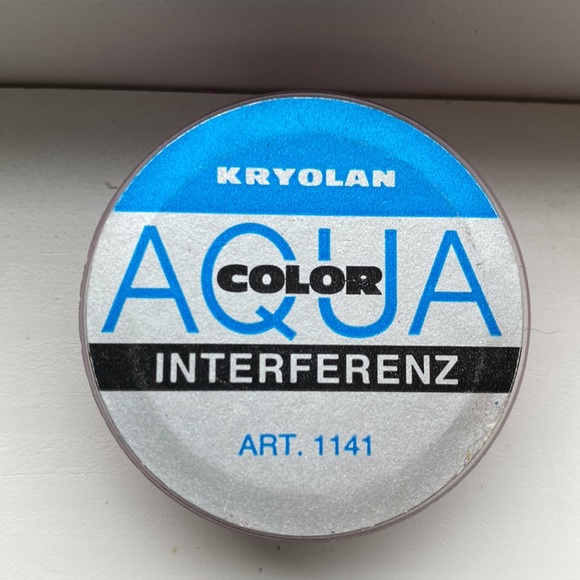 KRYOLAN
AQUA
COLOR
INTERFERENZ
ART. 1141